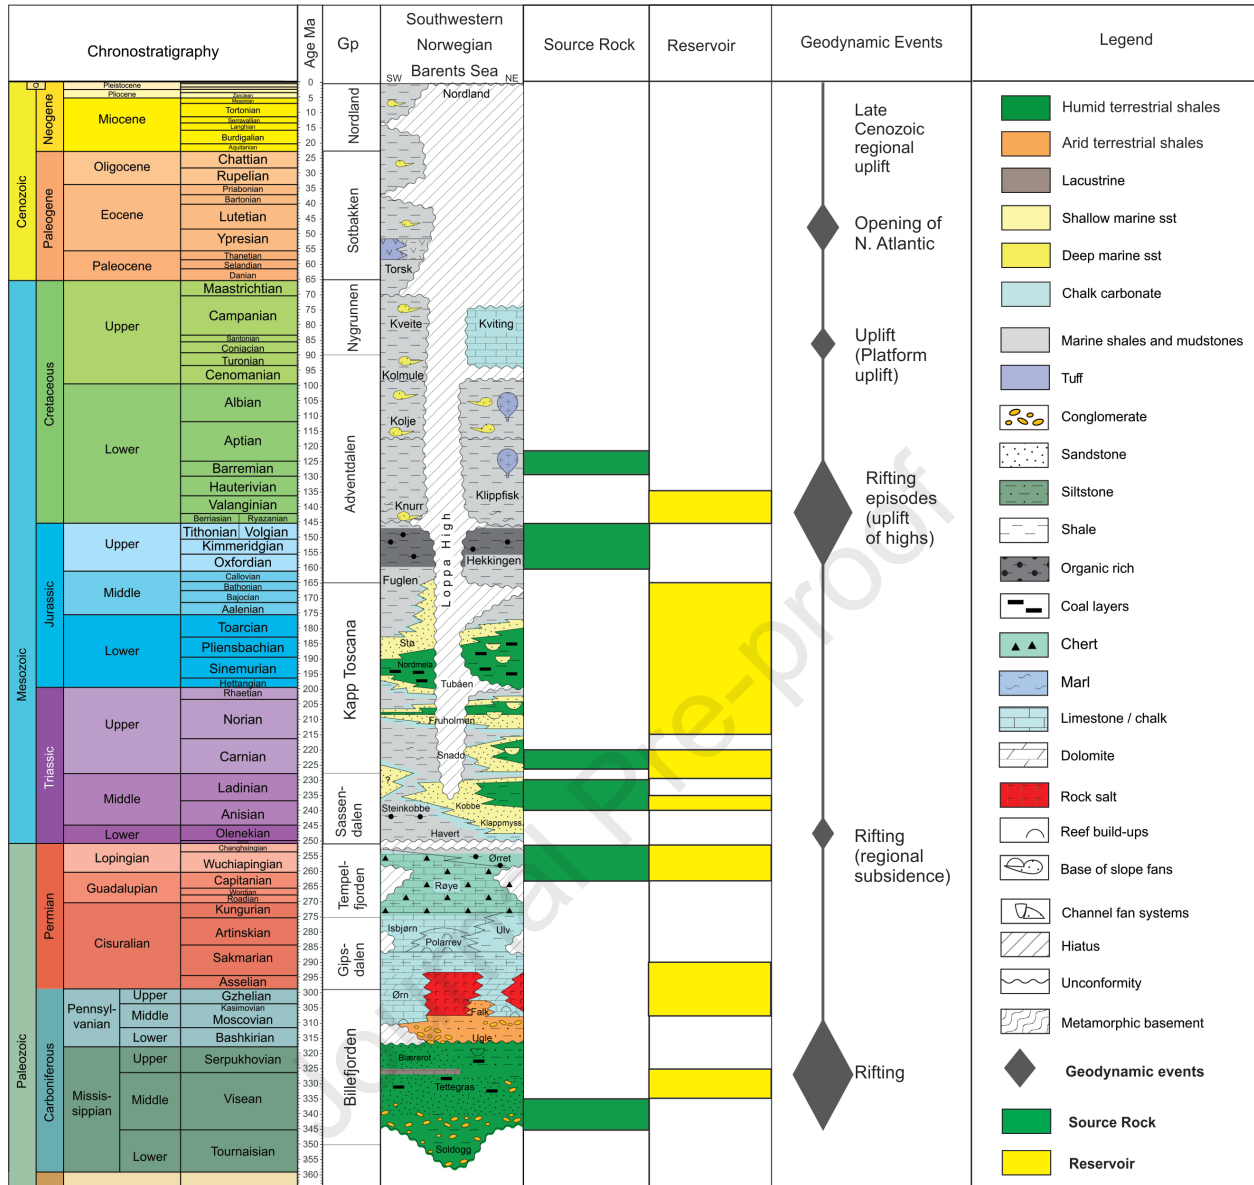 Chronostratigraphy
Age Ma
Gp
Southwestern
Norwegian
Barents Sea
SW
NE
Source Rock
Reservoir
Geodynamic Events
Legend
Cenozoic
Mesozoic
Paleozoic
Q
Neogene
Paleogene
Cretaceous
Jurassic
Triassic
Permian
Carboniferous
Pleistocene
Pliocene
Miocene
Oligocene
Eocene
Paleocene
Upper
Lower
Upper
Middle
Lower
Upper
Middle
Lower
Lopingian
Guadalupian
Cisuralian
Pennsyl-
vanian
Upper
Middle
Lower
Missis-
sippian
Upper
Middle
Lower
Zanclean
Messinian
Tortonian
Serravallian
Langhian
Burdigalian
Aquitanian
Chattian
Rupelian
Priabonian
Bartonian
Lutetian
Ypresian
Thanetian
Selandian
Danian
Maastrichtian
Campanian
Santonian
Coniacian
Turonian
Cenomanian
Albian
Aptian
Barremian
Hauterivian
Valanginian
Berriasian
Ryazanian
Tithonian
Volgian
Kimmeridgian
Oxfordian
Callovian
Bathonian
Bajocian
Aalenian
Toarcian
Pliensbachian
Sinemurian
Hettangian
Rhaetian
Norian
Carnian
Ladinian
Anisian
Olenekian
Changhsingian
Wuchiapingian
Capitanian
Wordian
Roadian
Kungurian
Artinskian
Sakmarian
Asselian
Gzhelian
Kasimovian
Moscovian
Bashkirian
Serpukhovian
Visean
Tournaisian
0
5
10
15
20
25
30
35
40
45
50
55
60
65
70
75
80
85
90
95
100
105
110
115
120
125
130
135
140
145
150
155
160
165
170
175
180
185
190
195
200
205
210
215
220
225
230
235
240
245
250
255
260
265
270
275
280
285
290
295
300
305
310
315
320
325
330
335
340
345
350
355
360
Nordland
Sotbakken
Nygrunnen
Adventdalen
Kapp Toscana
Sassen-
dalen
Tempel-
fjorden
Gips-
dalen
Billefjorden
Nordland
Torsk
Kveite
Kviting
Kolmule
Kolje
Knurr
Klippfisk
Loppa High
Hekkingen
Fuglen
Stø
Nordmela
Tubåen
Fruholmen
Snadd
?
Kobbe
Steinkobbe
Klappmyss
Havert
Ørret
Røye
Isbjørn
Ulv
Polarrev
Ørn
Falk
Ugle
Blærerot
Tettegras
Soldogg
Late
Cenozoic
regional
uplift
Opening of
N. Atlantic
Uplift
(Platform
uplift)
Rifting
episodes
(uplift
of highs)
Rifting
(regional
subsidence)
Rifting
Humid terrestrial shales
Arid terrestrial shales
Lacustrine
Shallow marine sst
Deep marine sst
Chalk carbonate
Marine shales and mudstones
Tuff
Conglomerate
Sandstone
Siltstone
Shale
Organic rich
Coal layers
Chert
Marl
Limestone / chalk
Dolomite
Rock salt
Reef build-ups
Base of slope fans
Channel fan systems
Hiatus
Unconformity
Metamorphic basement
Geodynamic events
Source Rock
Reservoir
Journal Pre-proof